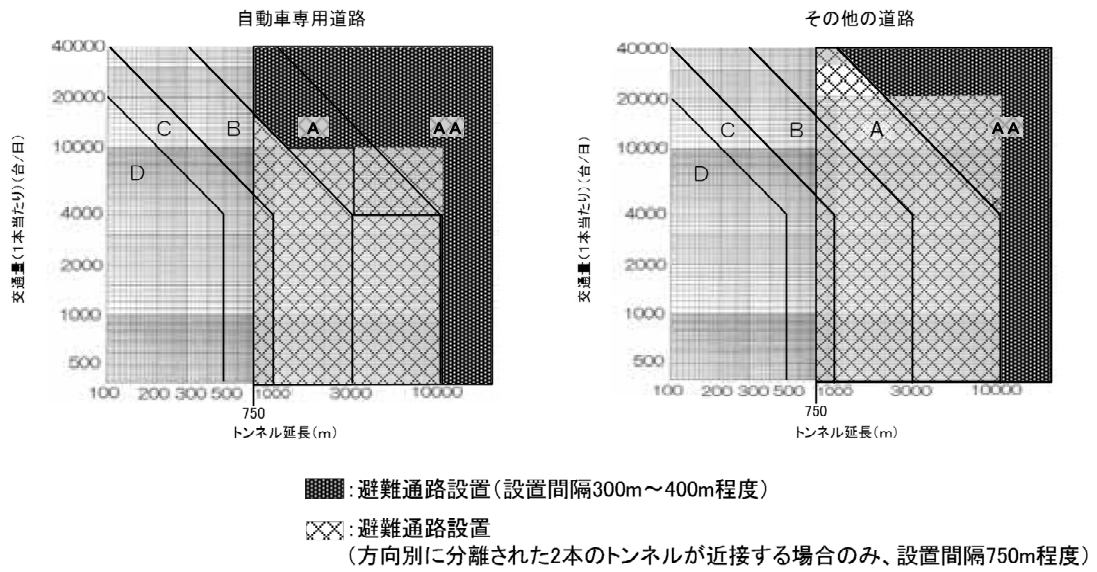 自動車専用道路
40000
20000
10000
4000
2000
1000
500
交通量(1本当たり)(台/日)
D
C
B
A
AA
100 200 300 500 1000 3000 10000
750
トンネル延長(m)
その他の道路
40000
20000
10000
4000
2000
1000
500
交通量(1本当たり)(台/日)
D
C
B
A
AA
100 200 300 500 1000 3000 10000
750
トンネル延長(m)
:避難通路設置(設置間隔300m～400m程度)
:避難通路設置
(方向別に分離された2本のトンネルが近接する場合のみ、設置間隔750m程度)